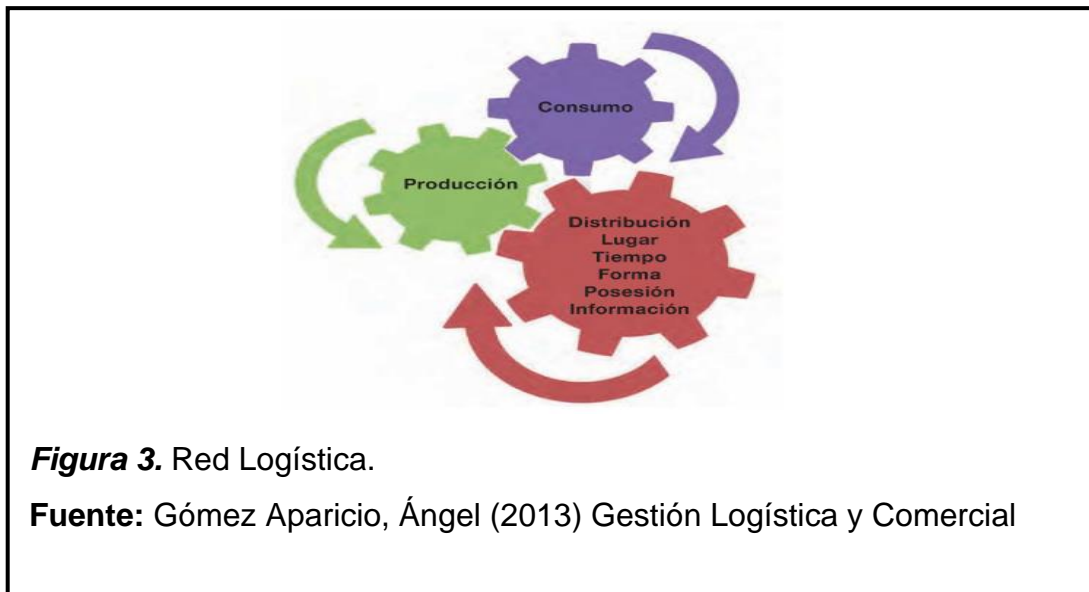 Consumo
Producción
Distribución
Lugar
Tiempo
Forma
Posesión
Información
Figura 3. Red Logística.
Fuente: Gómez Aparicio, Ángel (2013) Gestión Logística y Comercial